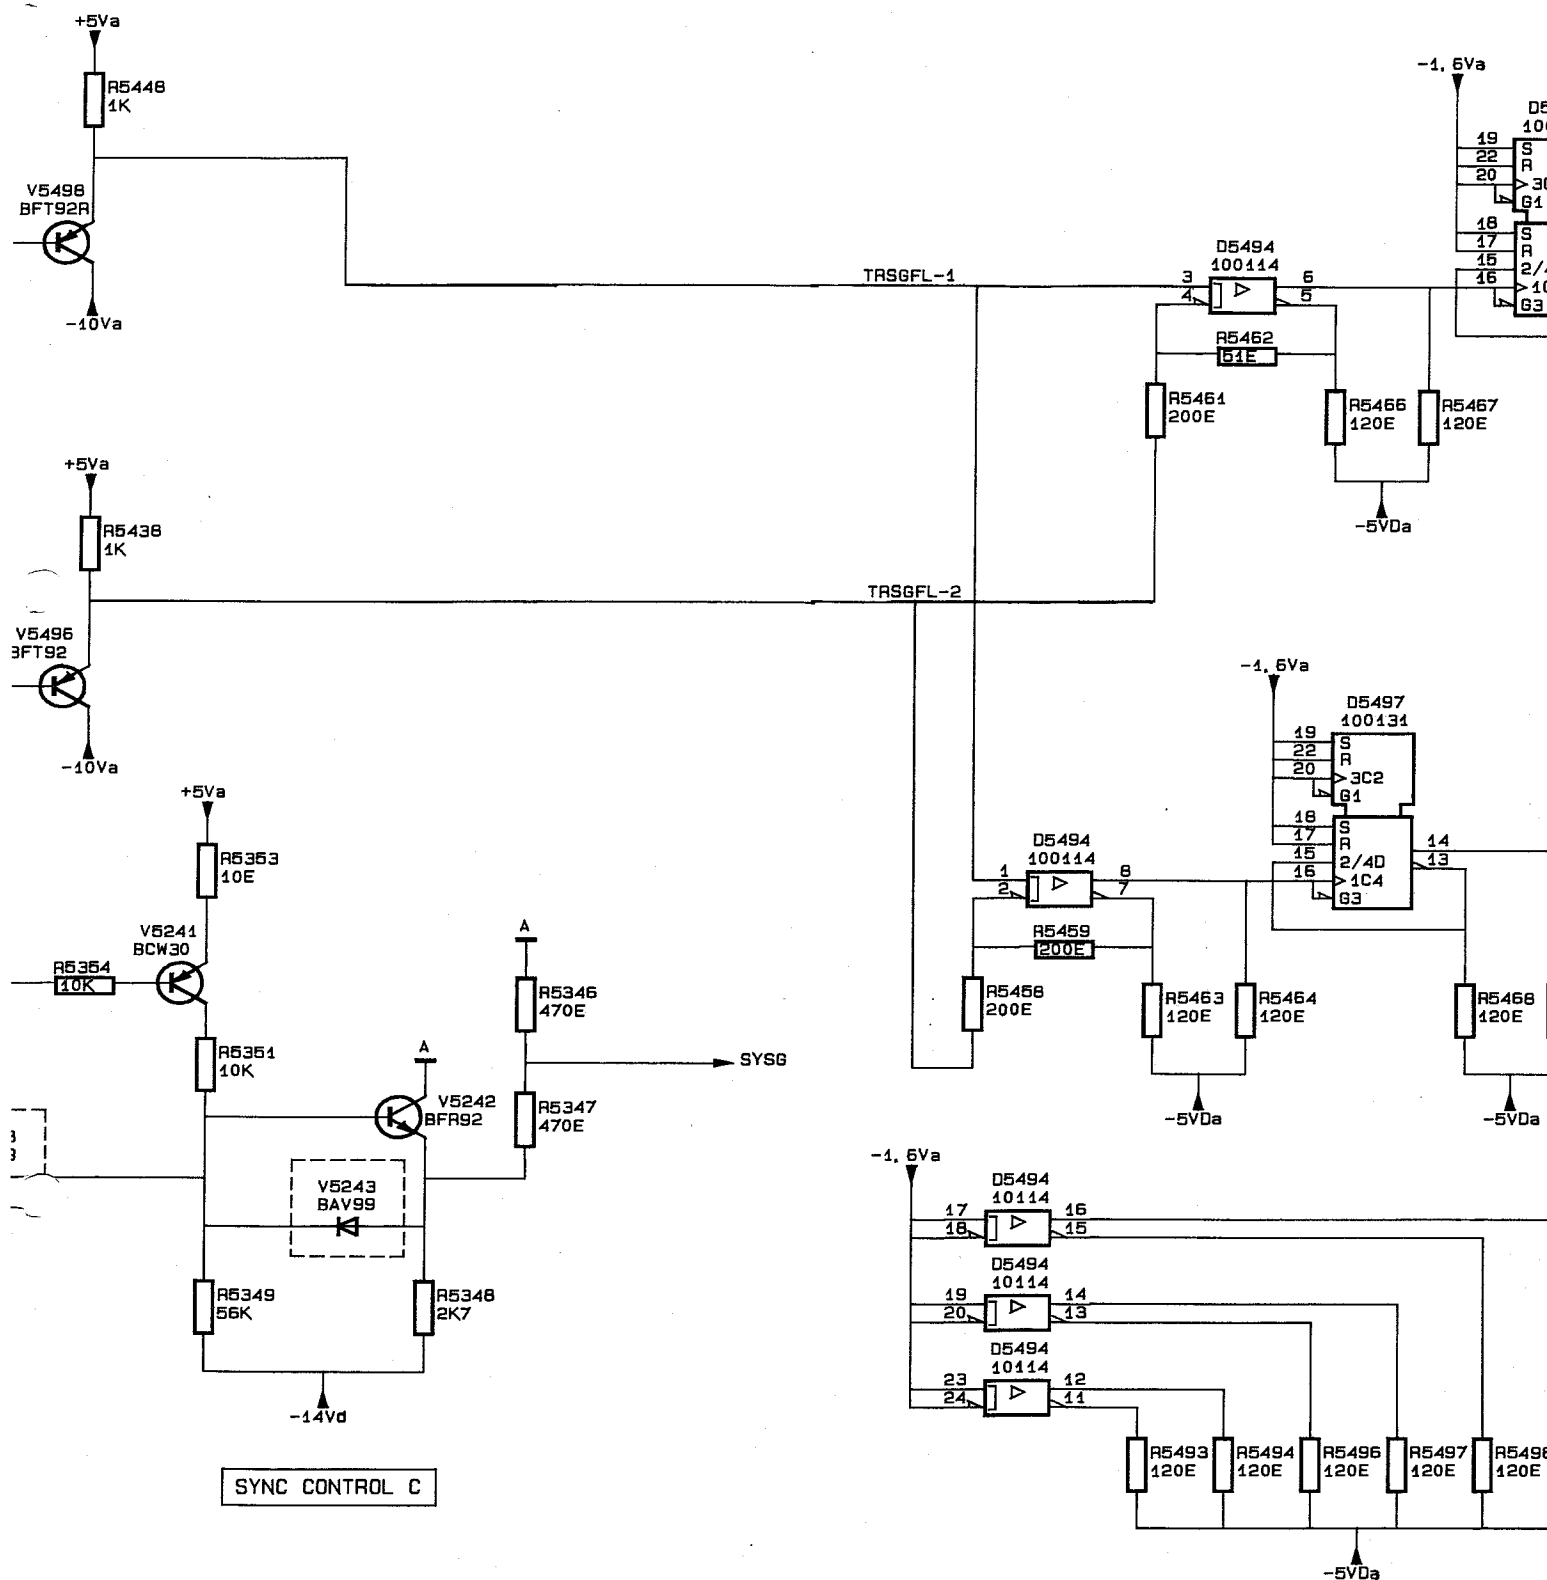 +5Va
R5448
1K
V5498
BFT92R
-10Va
TRSGFL-1
D5494
100114
3
4
6
5
R5462
51E
R5461
200E
R5466
120E
R5467
120E
-5VDa
-1,6Va
19
22
20
S
R
G1
18
17
15
16
S
R
G3
+5Va
R5438
1K
V5496
-10Va
TRSGFL-2
-1,6Va
D5497
100131
19
22
20
S
R
3C2
G1
18
17
15
16
S
R
2/4D
1C4
G3
14
13
D5494
100114
1
2
8
7
R5459
200E
R5458
200E
R5463
120E
R5464
120E
-5VDa
R5468
120E
-5VDa
+5Va
R5353
10E
V5241
BCW30
R5354
10K
R5351
10K
A
R5346
470E
SYSG
A
V5242
BFR92
R5347
470E
V5243
BAV99
R5349
56K
R5348
2K7
-14Vd
SYNC CONTROL C
-1,6Va
D5494
10114
17
18
16
15
D5494
10114
19
20
14
13
D5494
10114
23
24
12
11
R5493
120E
R5494
120E
R5496
120E
R5497
120E
R5498
120E
-5VDa